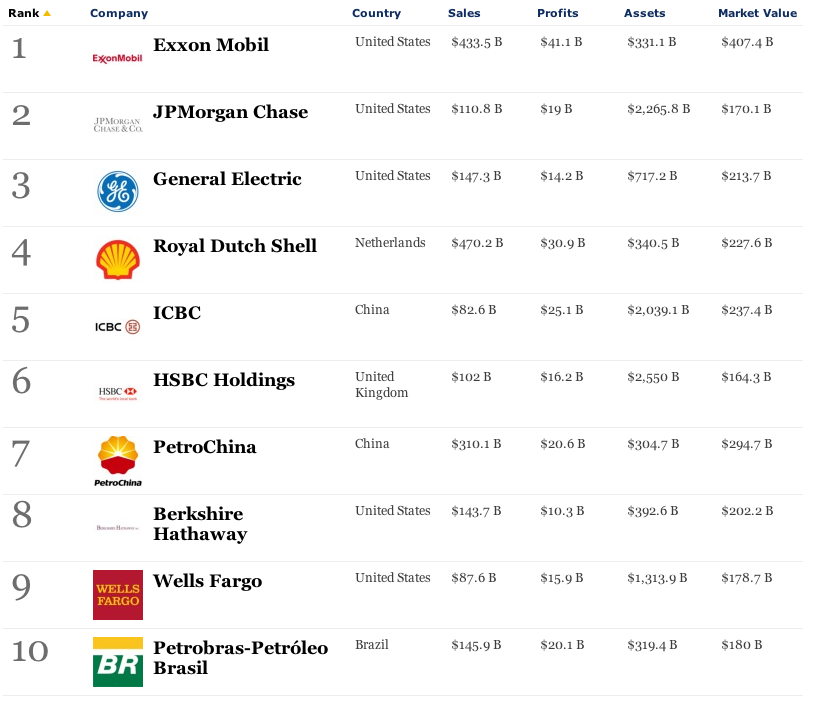 Rank Company Country Sales Profits Assets Market Value
1 ExxonMobil Exxon Mobil United States $433.5 B $41.1 B $331.1 B $407.4 B
2 JPMORGAN CHASE & CO. JPMorgan Chase United States $110.8 B $19 B $2,265.8 B $170.1 B
3 GE General Electric United States $147.3 B $14.2 B $717.2 B $213.7 B
4 Royal Dutch Shell Netherlands $470.2 B $30.9 B $340.5 B $227.6 B
5 ICBC ICBC China $82.6 B $25.1 B $2,039.1 B $237.4 B
6 HSBC The world's local bank HSBC Holdings United Kingdom $102 B $16.2 B $2,550 B $164.3 B
7 PetroChina PetroChina China $310.1 B $20.6 B $304.7 B $294.7 B
8 BERKSHIRE HATHAWAY Berkshire Hathaway United States $143.7 B $10.3 B $392.6 B $202.2 B
9 WELLS FARGO Wells Fargo United States $87.6 B $15.9 B $1,313.9 B $178.7 B
10 BR Petrobras-Petróleo Brasil Brazil $145.9 B $20.1 B $319.4 B $180 B